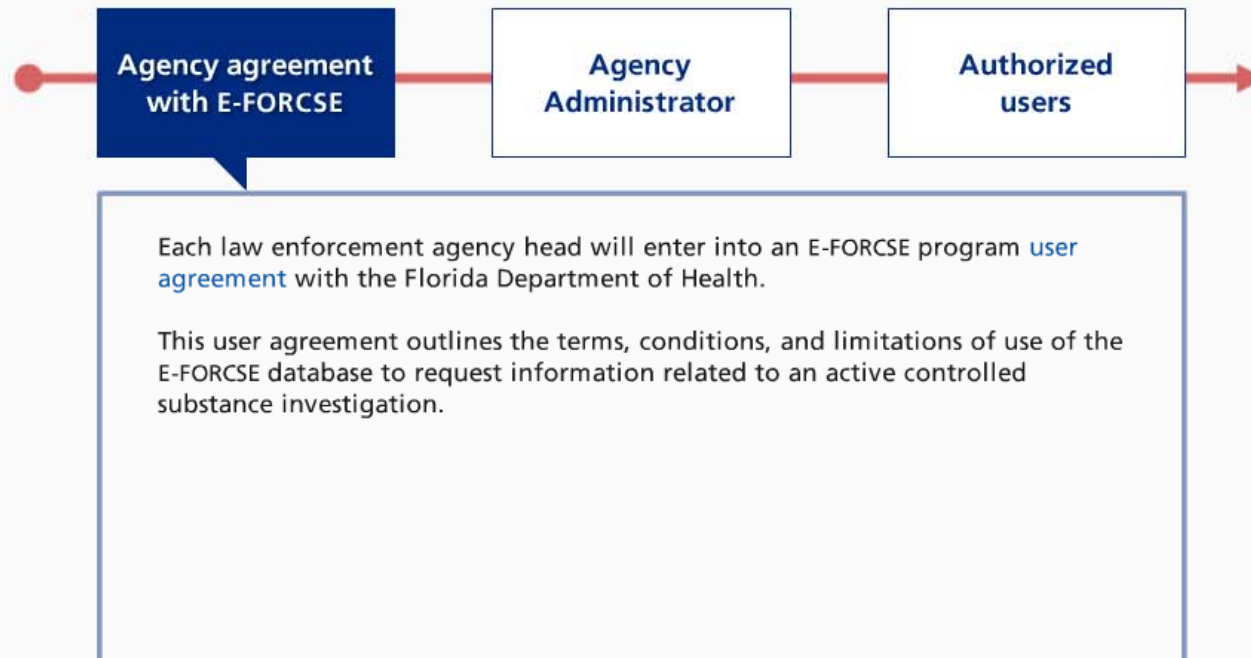 Agency agreement
with E-FORCSE
Agency
Administrator
Authorized
users
Each law enforcement agency head will enter into an E-FORCSE program user
agreement with the Florida Department of Health.
This user agreement outlines the terms, conditions, and limitations of use of the
E-FORCSE database to request information related to an active controlled
substance investigation.